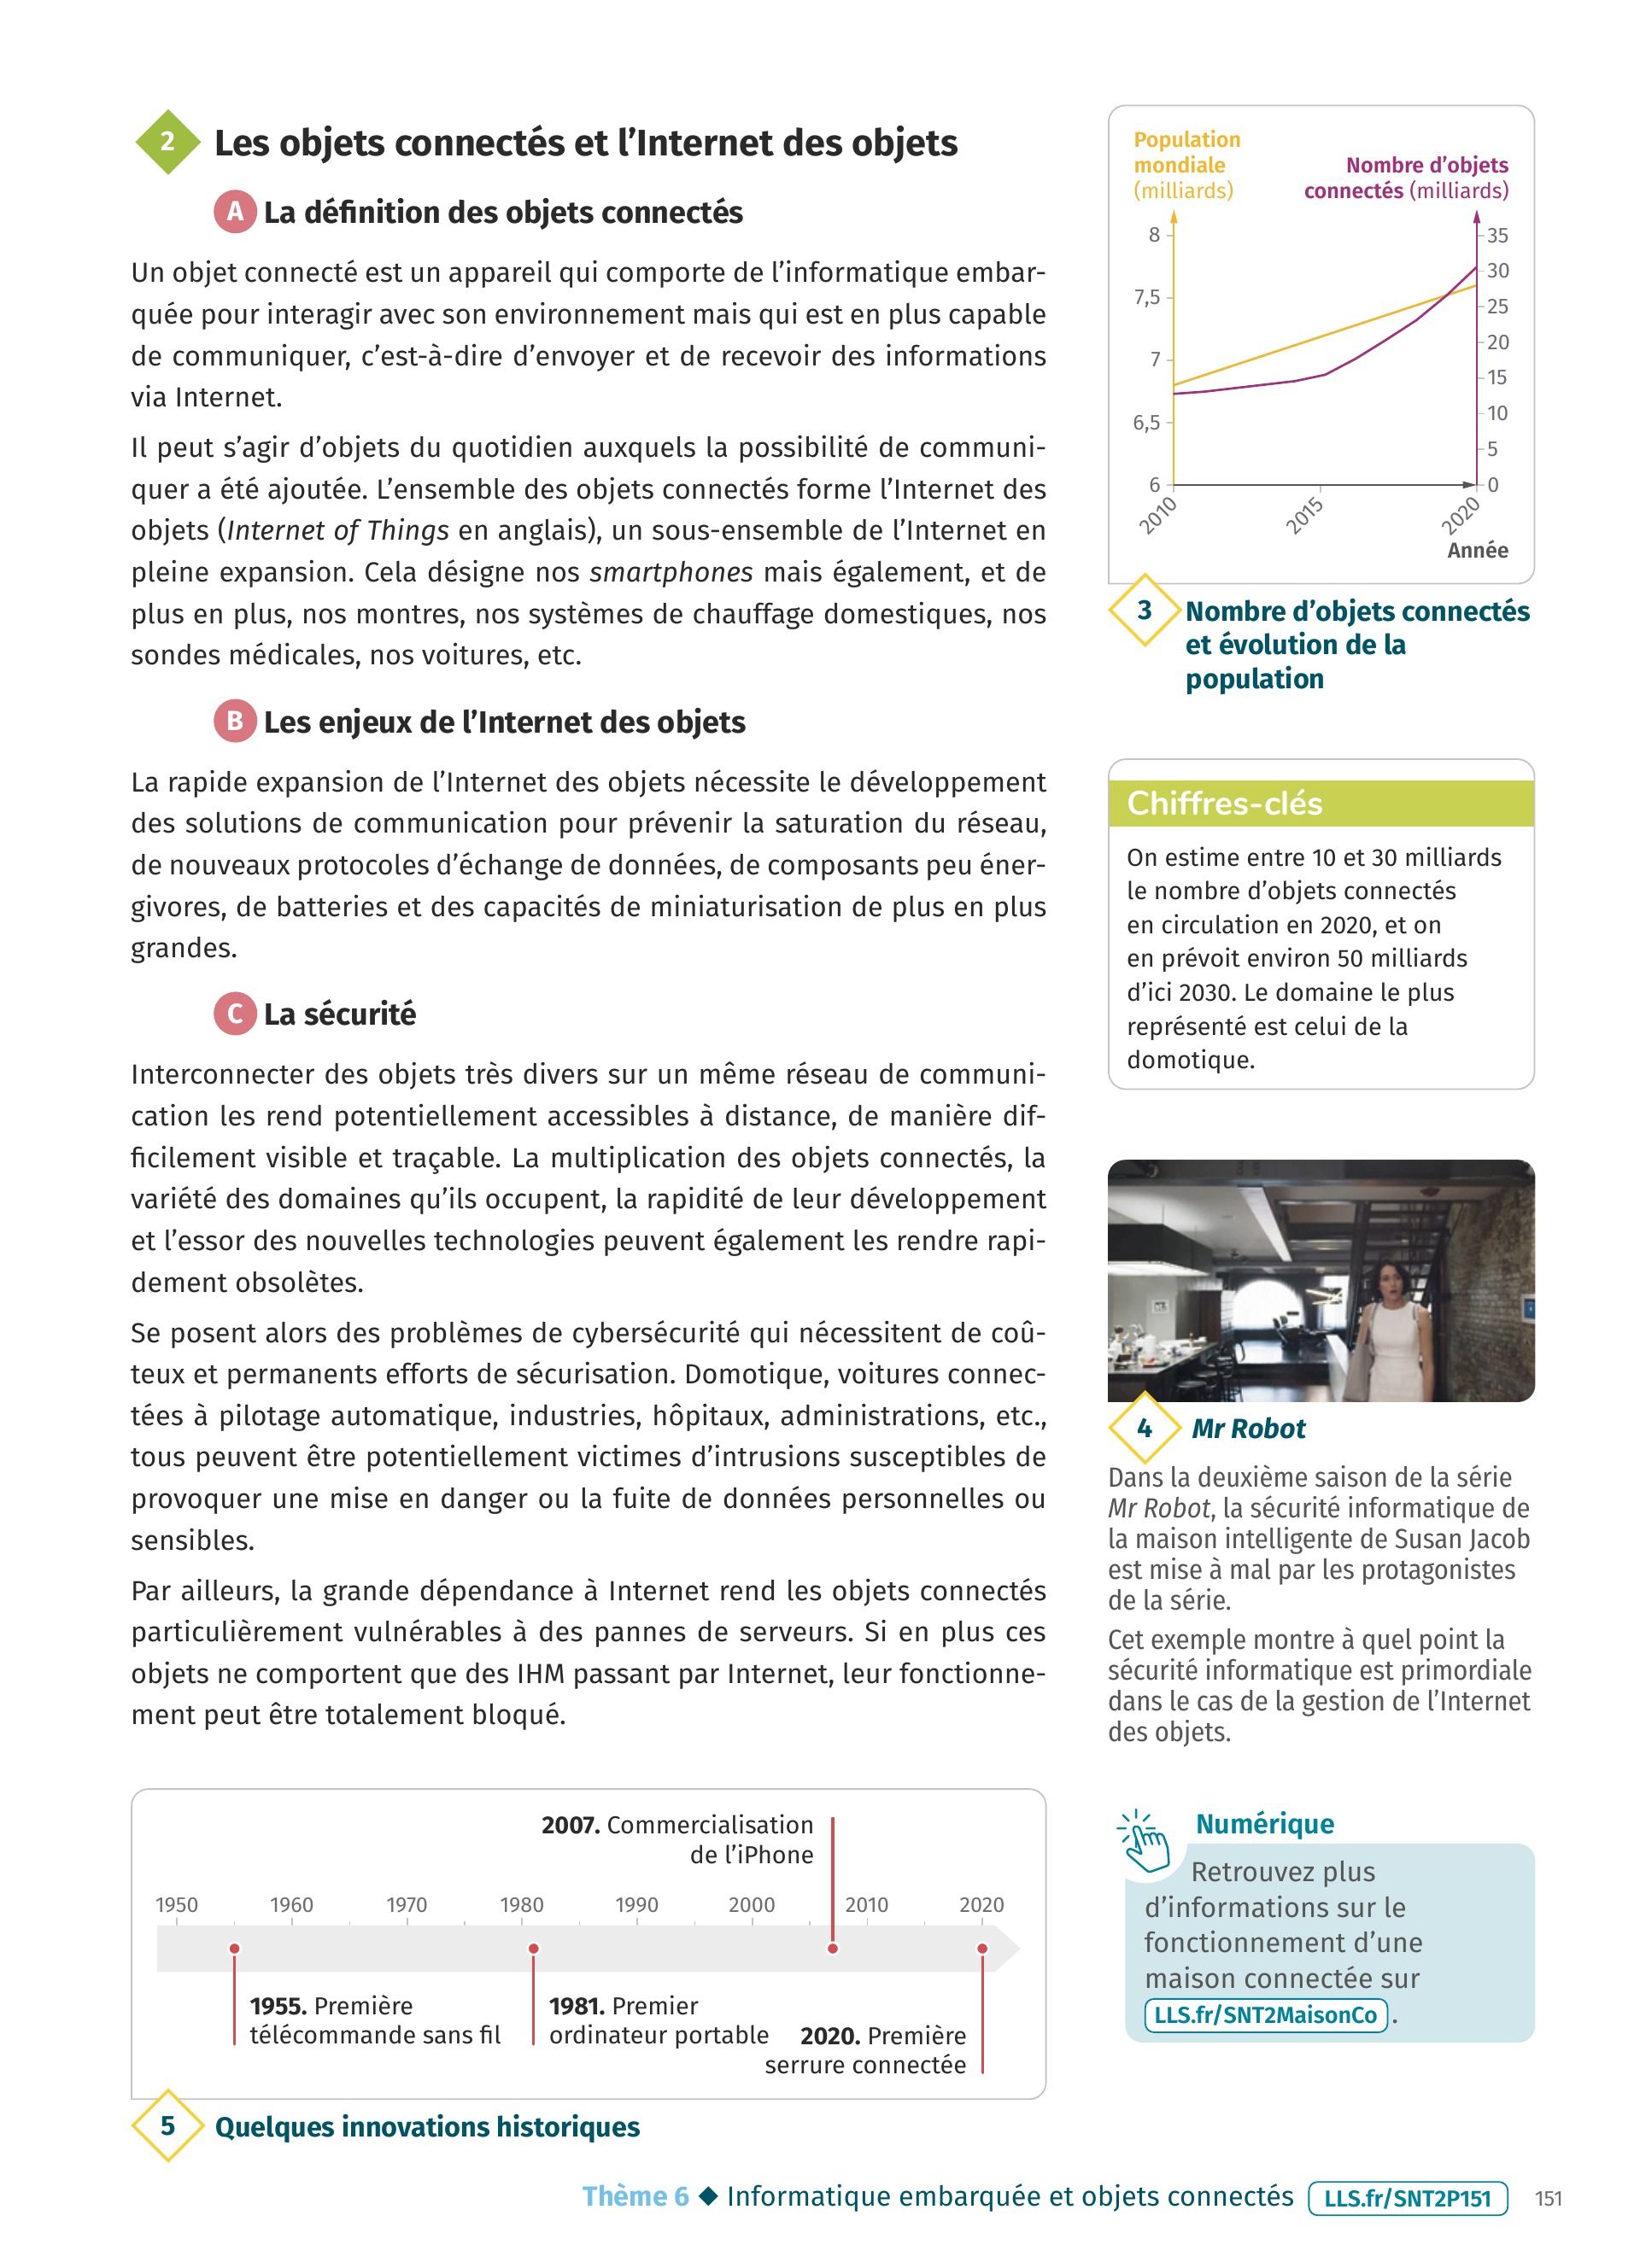 2
Les objets connectés et l’Internet des objets
A La définition des objets connectés
Un objet connecté est un appareil qui comporte de l’informatique embar-
quée pour interagir avec son environnement mais qui est en plus capable
de communiquer, c’est-à-dire d’envoyer et de recevoir des informations
via Internet.
Il peut s’agir d’objets du quotidien auxquels la possibilité de communi-
quer a été ajoutée. L’ensemble des objets connectés forme l’Internet des
objets (Internet of Things en anglais), un sous-ensemble de l’Internet en
pleine expansion. Cela désigne nos smartphones mais également, et de
plus en plus, nos montres, nos systèmes de chauffage domestiques, nos
sondes médicales, nos voitures, etc.
B Les enjeux de l’Internet des objets
La rapide expansion de l’Internet des objets nécessite le développement
des solutions de communication pour prévenir la saturation du réseau,
de nouveaux protocoles d’échange de données, de composants peu éner-
givores, de batteries et des capacités de miniaturisation de plus en plus
grandes.
C La sécurité
Interconnecter des objets très divers sur un même réseau de communi-
cation les rend potentiellement accessibles à distance, de manière dif-
ficilement visible et traçable. La multiplication des objets connectés, la
variété des domaines qu’ils occupent, la rapidité de leur développement
et l’essor des nouvelles technologies peuvent également les rendre rapi-
dement obsolètes.
Se posent alors des problèmes de cybersécurité qui nécessitent de coû-
teux et permanents efforts de sécurisation. Domotique, voitures connec-
tées à pilotage automatique, industries, hôpitaux, administrations, etc.,
tous peuvent être potentiellement victimes d’intrusions susceptibles de
provoquer une mise en danger ou la fuite de données personnelles ou
sensibles.
Par ailleurs, la grande dépendance à Internet rend les objets connectés
particulièrement vulnérables à des pannes de serveurs. Si en plus ces
objets ne comportent que des IHM passant par Internet, leur fonctionne-
ment peut être totalement bloqué.
2007. Commercialisation
de l’iPhone
1950 1960 1970 1980 1990 2000 2010 2020
1955. Première
télécommande sans fil
1981. Premier
ordinateur portable
2020. Première
serrure connectée
5 Quelques innovations historiques
Population
mondiale
(milliards)
Nombre d’objets
connectés (milliards)
8
7,5
7
6,5
6
35
30
25
20
15
10
5
0
2010 2015 2020
Année
3 Nombre d’objets connectés
et évolution de la
population
Chiffres-clés
On estime entre 10 et 30 milliards
le nombre d’objets connectés
en circulation en 2020, et on
en prévoit environ 50 milliards
d’ici 2030. Le domaine le plus
représenté est celui de la
domotique.
4 Mr Robot
Dans la deuxième saison de la série
Mr Robot, la sécurité informatique de
la maison intelligente de Susan Jacob
est mise à mal par les protagonistes
de la série.
Cet exemple montre à quel point la
sécurité informatique est primordiale
dans le cas de la gestion de l’Internet
des objets.
Numérique
Retrouvez plus
d’informations sur le
fonctionnement d’une
maison connectée sur
LLS.fr/SNT2MaisonCo .
Thème 6 ◆ Informatique embarquée et objets connectés LLS.fr/SNT2P151 151